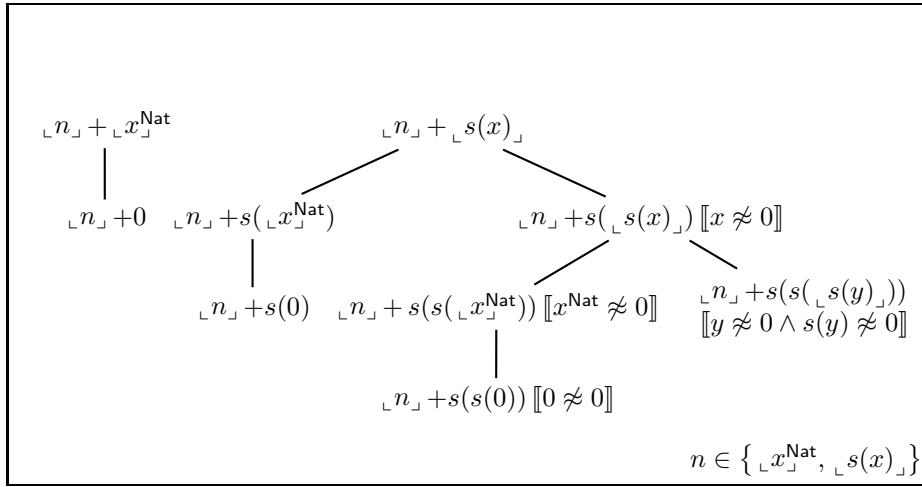 ⌞n⌟ + ⌞x⌟^Nat ⌞n⌟ + ⌞s(x)⌟
⌞n⌟ +0 ⌞n⌟ +s(⌞x⌟^Nat) ⌞n⌟ +s(⌞s(x)⌟) ⟦x ≉ 0⟧
⌞n⌟ +s(0) ⌞n⌟ + s(s(⌞x⌟^Nat)) ⟦x^Nat ≉ 0⟧ ⌞n⌟ +s(s(⌞s(y)⌟))
⟦y ≉ 0 ∧ s(y) ≉ 0⟧
⌞n⌟ +s(s(0)) ⟦0 ≉ 0⟧
n ∈ {⌞x⌟^Nat, ⌞s(x)⌟}